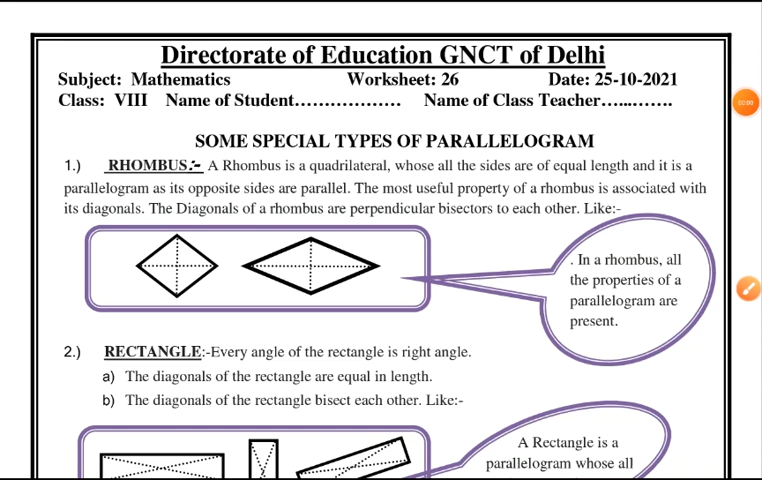 Directorate of Education GNCT of Delhi
Subject: Mathematics Worksheet: 26 Date: 25-10-2021
Class: VIII Name of Student……………… Name of Class Teacher…...…….
SOME SPECIAL TYPES OF PARALLELOGRAM
1.) RHOMBUS:- A Rhombus is a quadrilateral, whose all the sides are of equal length and it is a
parallelogram as its opposite sides are parallel. The most useful property of a rhombus is associated with
its diagonals. The Diagonals of a rhombus are perpendicular bisectors to each other. Like:-
. In a rhombus, all
the properties of a
parallelogram are
present.
2.) RECTANGLE:-Every angle of the rectangle is right angle.
a) The diagonals of the rectangle are equal in length.
b) The diagonals of the rectangle bisect each other. Like:-
A Rectangle is a
parallelogram whose all